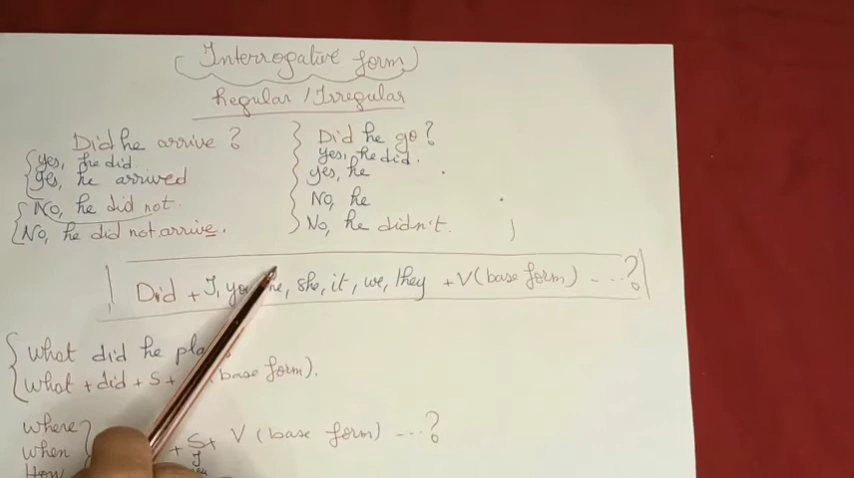 Interrogative form
Regular / Irregular
Did he arrive?
yes, he did.
yes, he arrived
No, he did not.
No, he did not arrive.
Did he go?
yes, he did.
yes, he
No, he
No, he didn't.
Did + I, he, she, it, we, they + V (base form) ....?
What did he
what + did + S + (base form).
where
when
How
+ S + V (base form) ....?
I